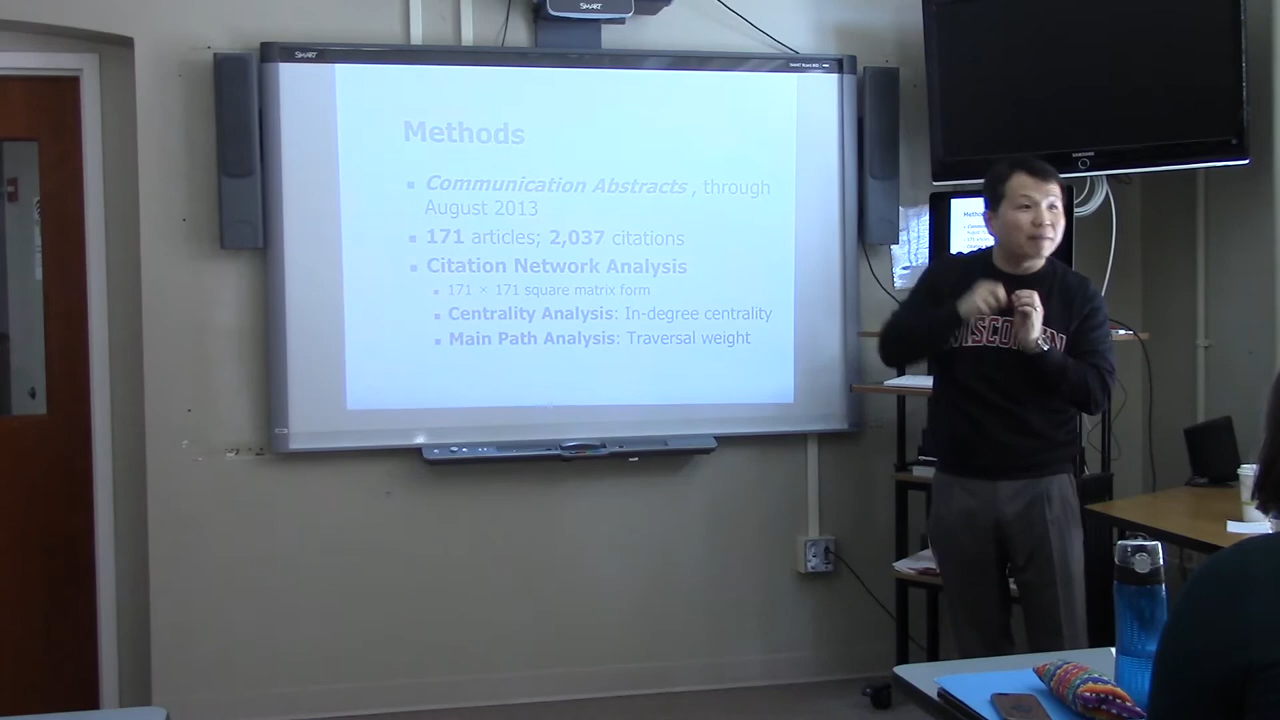 SMART
SMART
Methods
▪ Communication Abstracts , through
August 2013
▪ 171 articles; 2,037 citations
▪ Citation Network Analysis
▪ 171 × 171 square matrix form
▪ Centrality Analysis: In-degree centrality
▪ Main Path Analysis: Traversal weight
SAMSUNG
WISCONSIN